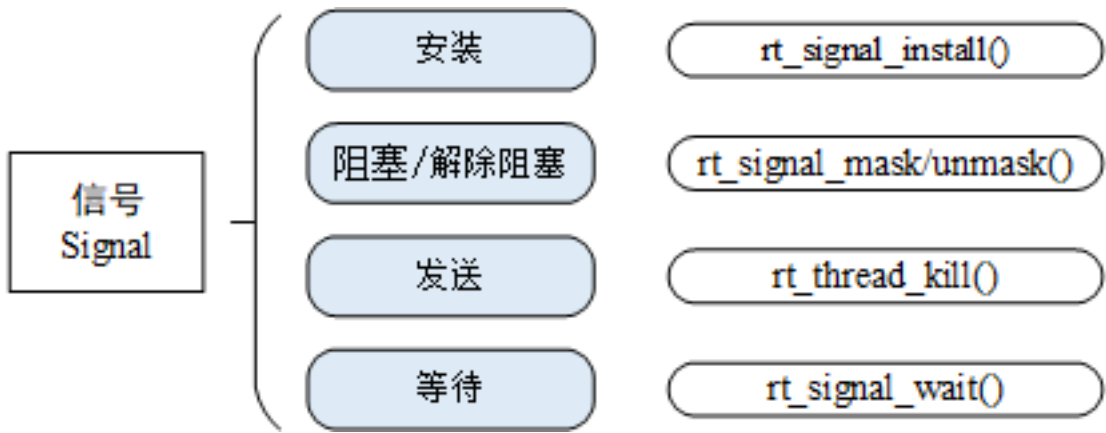 信号
Signal
安装
rt_signal_install()
阻塞/解除阻塞
rt_signal_mask/unmask()
发送
rt_thread_kill()
等待
rt_signal_wait()